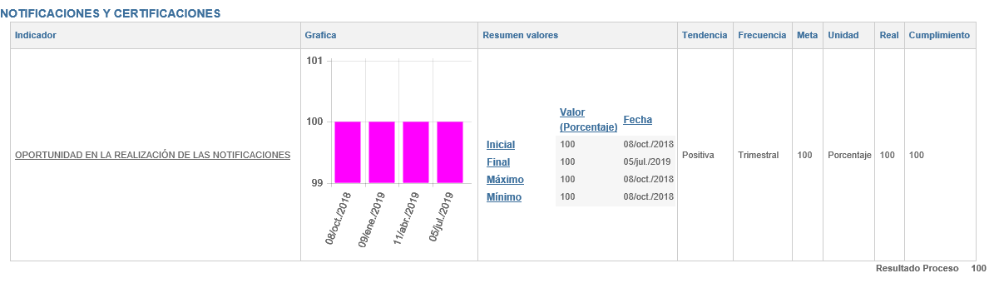 NOTIFICACIONES Y CERTIFICACIONES
Indicador Grafica Resumen valores Tendencia Frecuencia Meta Unidad Real Cumplimiento
OPORTUNIDAD EN LA REALIZACIÓN DE LAS NOTIFICACIONES
101
100
99
08/oct./2018
09/ene./2019
11/abr./2019
05/jul./2019
Valor
(Porcentaje) Fecha
Inicial 100 08/oct./2018
Final 100 05/jul./2019
Máximo 100 08/oct./2018
Mínimo 100 08/oct./2018
Positiva Trimestral 100 Porcentaje 100 100
Resultado Proceso 100